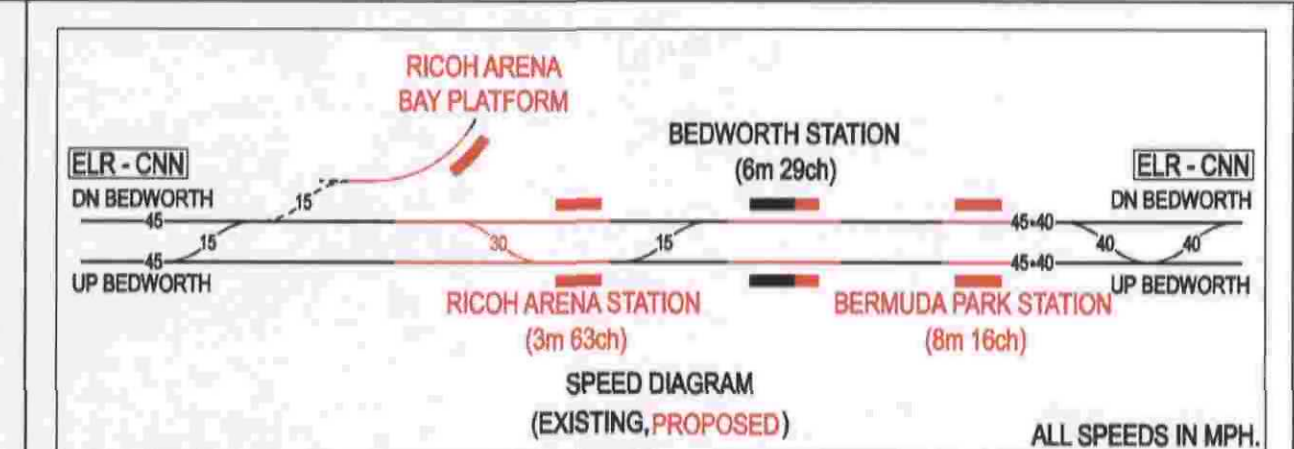 RICOH ARENA
BAY PLATFORM
BEDWORTH STATION
(6m 29ch)
ELR - CNN
ELR - CNN
DN BEDWORTH
DN BEDWORTH
15
45
45•40
15
30
15
40
40
45
45•40
UP BEDWORTH
UP BEDWORTH
RICOH ARENA STATION
(3m 63ch)
BERMUDA PARK STATION
(8m 16ch)
SPEED DIAGRAM
(EXISTING, PROPOSED)
ALL SPEEDS IN MPH.